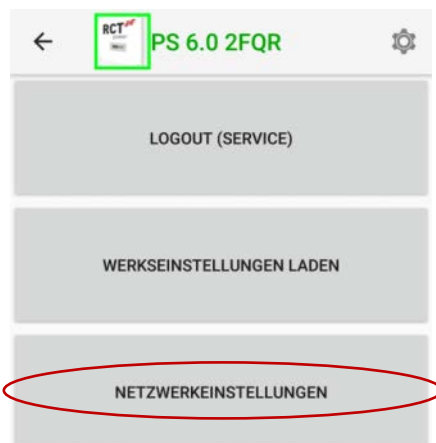 RCT
PS 6.0 2FQR
LOGOUT (SERVICE)
WERKSEINSTELLUNGEN LADEN
NETZWERKEINSTELLUNGEN